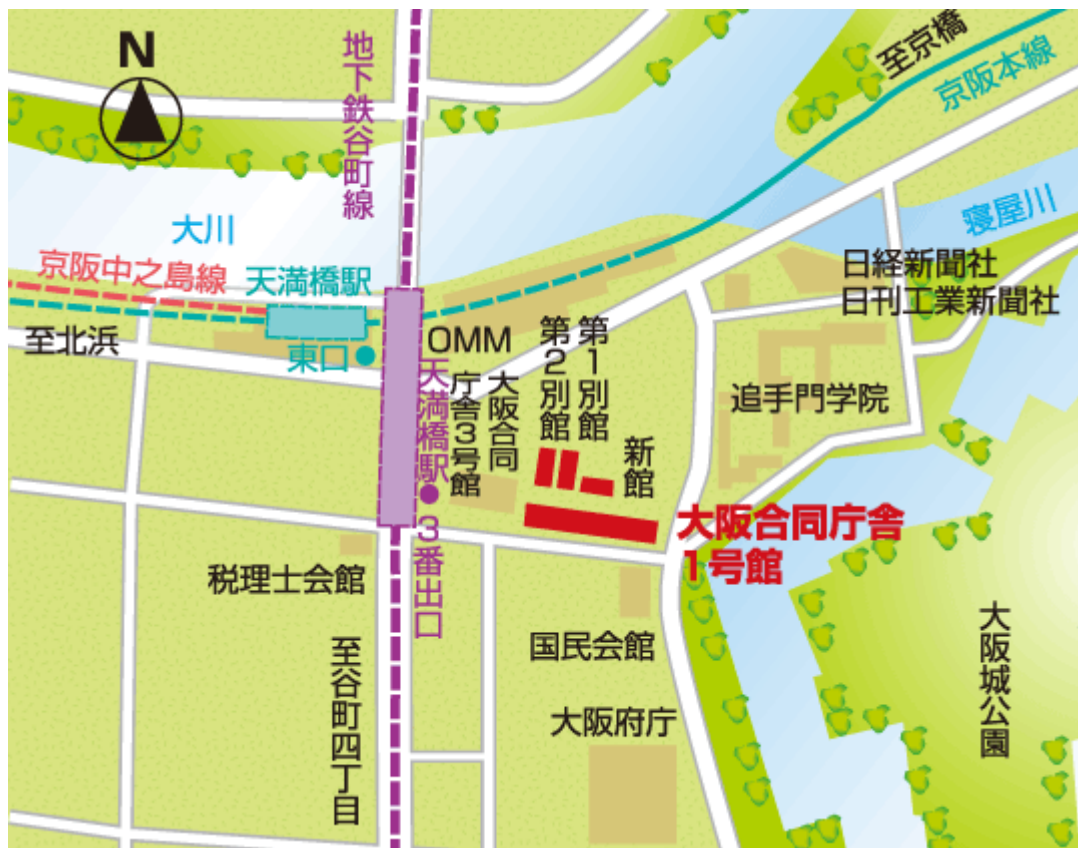 N
地下鉄谷町線
至京橋
京阪本線
大川
寝屋川
京阪中之島線
天満橋駅
日経新聞社
日刊工業新聞社
至北浜
東口
OMM
天満橋駅
3番出口
大阪合同
庁舎3号館
第2別館
第1別館
新館
追手門学院
大阪合同庁舎
1号館
税理士会館
国民会館
大阪府庁
至谷町四丁目
大阪城公園